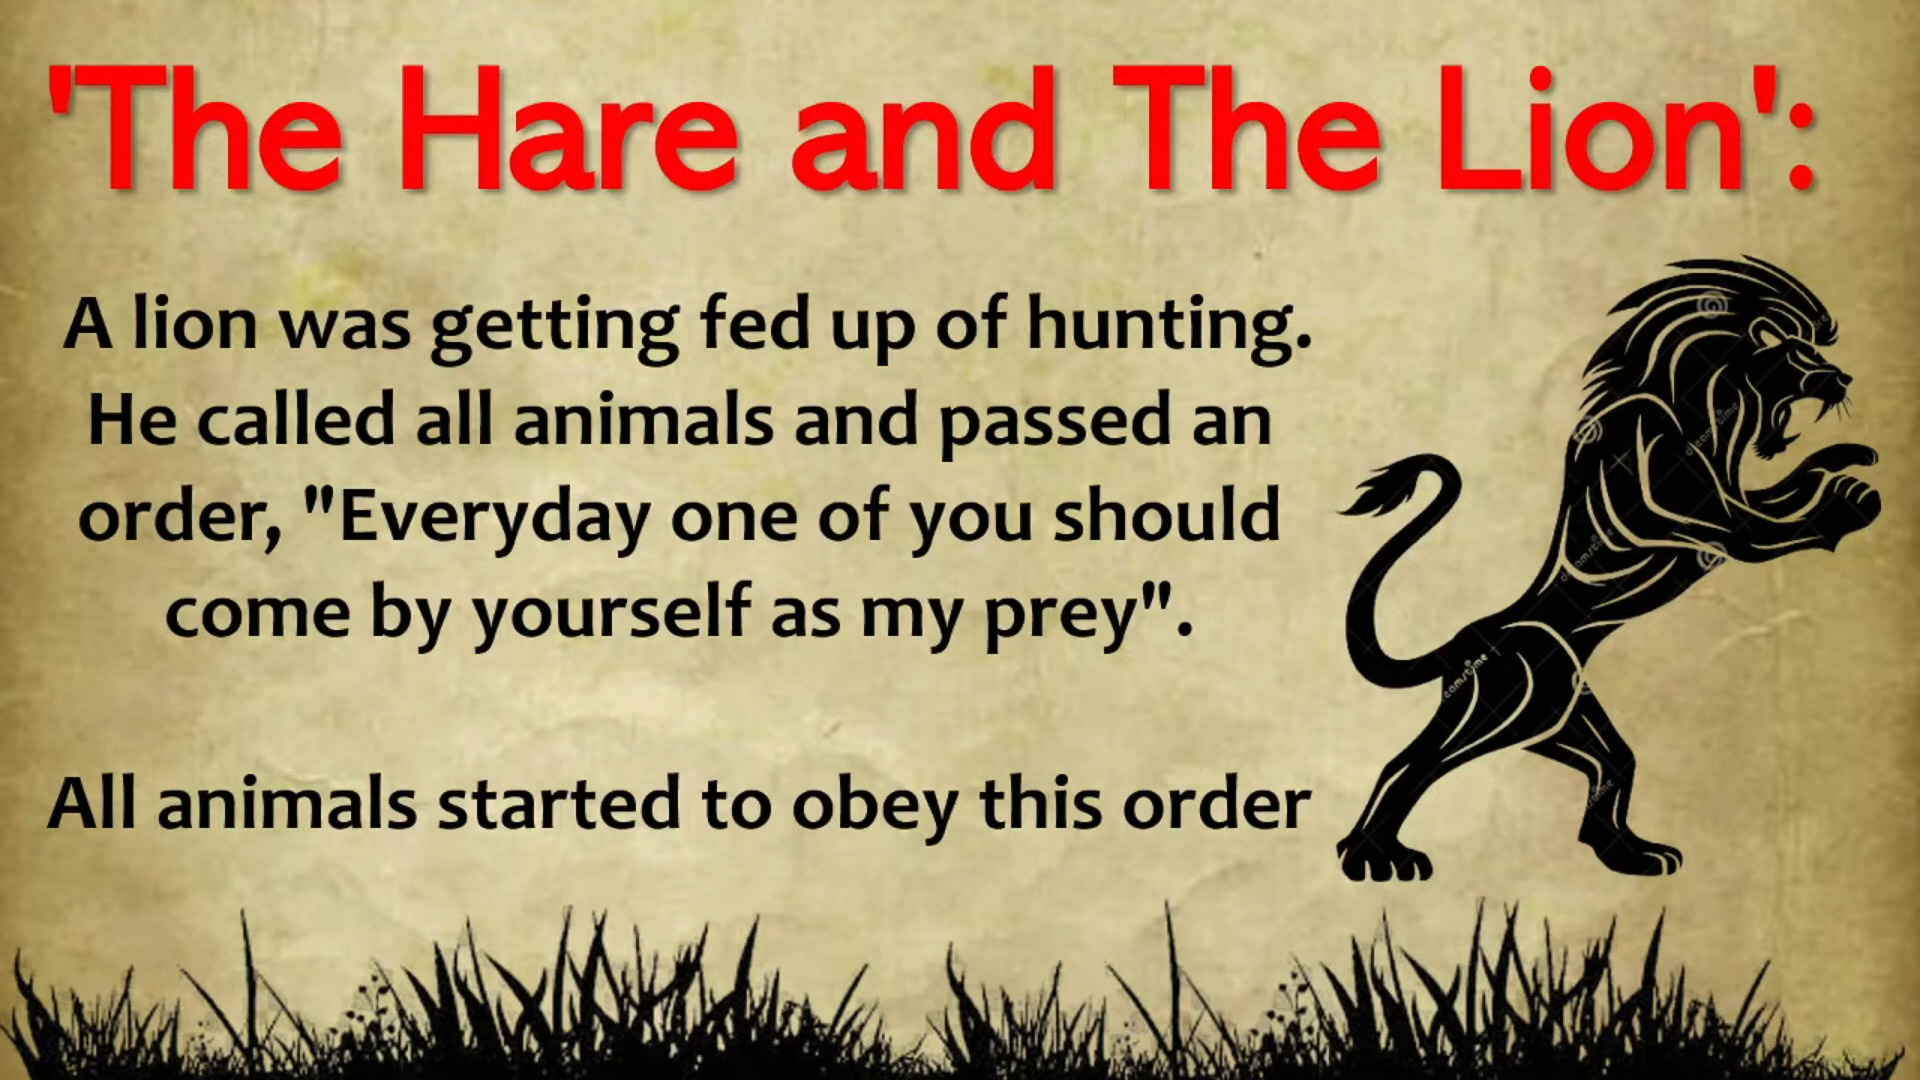 'The Hare and The Lion':
A lion was getting fed up of hunting.
He called all animals and passed an
order, "Everyday one of you should
come by yourself as my prey".
All animals started to obey this order